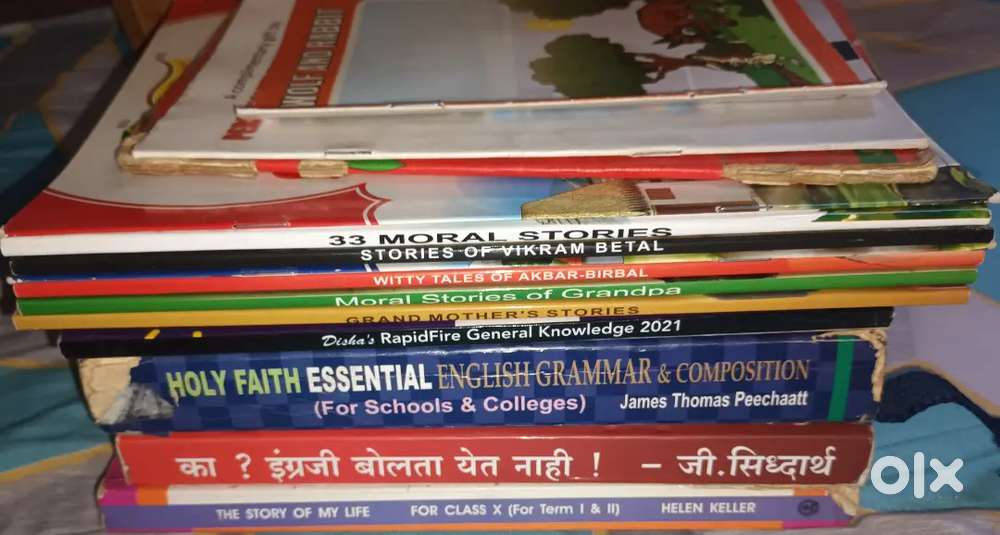 A complimentary gift
WOLF AND RABBIT
33 MORAL STORIES
STORIES OF VIKRAM BETAL
WITTY TALES OF AKBAR-BIRBAL
Moral Stories of Grandpa
GRAND MOTHER'S STORIES
Disha's RapidFire General Knowledge 2021
HOLY FAITH ESSENTIAL ENGLISH GRAMMAR & COMPOSITION
(For Schools & Colleges) James Thomas Peechaatt
का ? इंग्रजी बोलता येत नाही ! – जी.सिध्दार्थ
THE STORY OF MY LIFE FOR CLASS X (For Term I & II) HELEN KELLER
olx